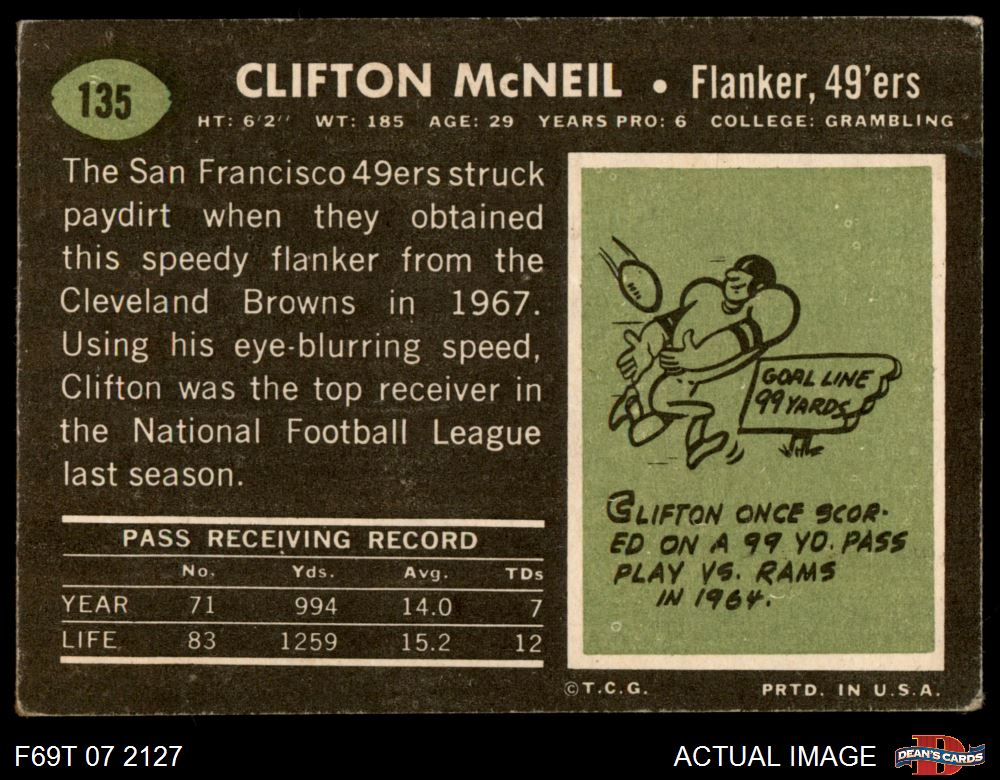 135
CLIFTON McNEIL • Flanker, 49'ers
HT: 6'2'' WT: 185 AGE: 29 YEARS PRO: 6 COLLEGE: GRAMBLING
The San Francisco 49ers struck
paydirt when they obtained
this speedy flanker from the
Cleveland Browns in 1967.
Using his eye-blurring speed,
Clifton was the top receiver in
the National Football League
last season.
PASS RECEIVING RECORD
No. Yds. Avg. TDs
YEAR 71 994 14.0 7
LIFE 83 1259 15.2 12
GOAL LINE
99 YARDS
CLIFTON ONCE SCOR-
ED ON A 99 YD. PASS
PLAY VS. RAMS
IN 1964.
©T.C.G. PRTD. IN U.S.A.
F69T 07 2127
ACTUAL IMAGE
D
DEAN'S CARDS